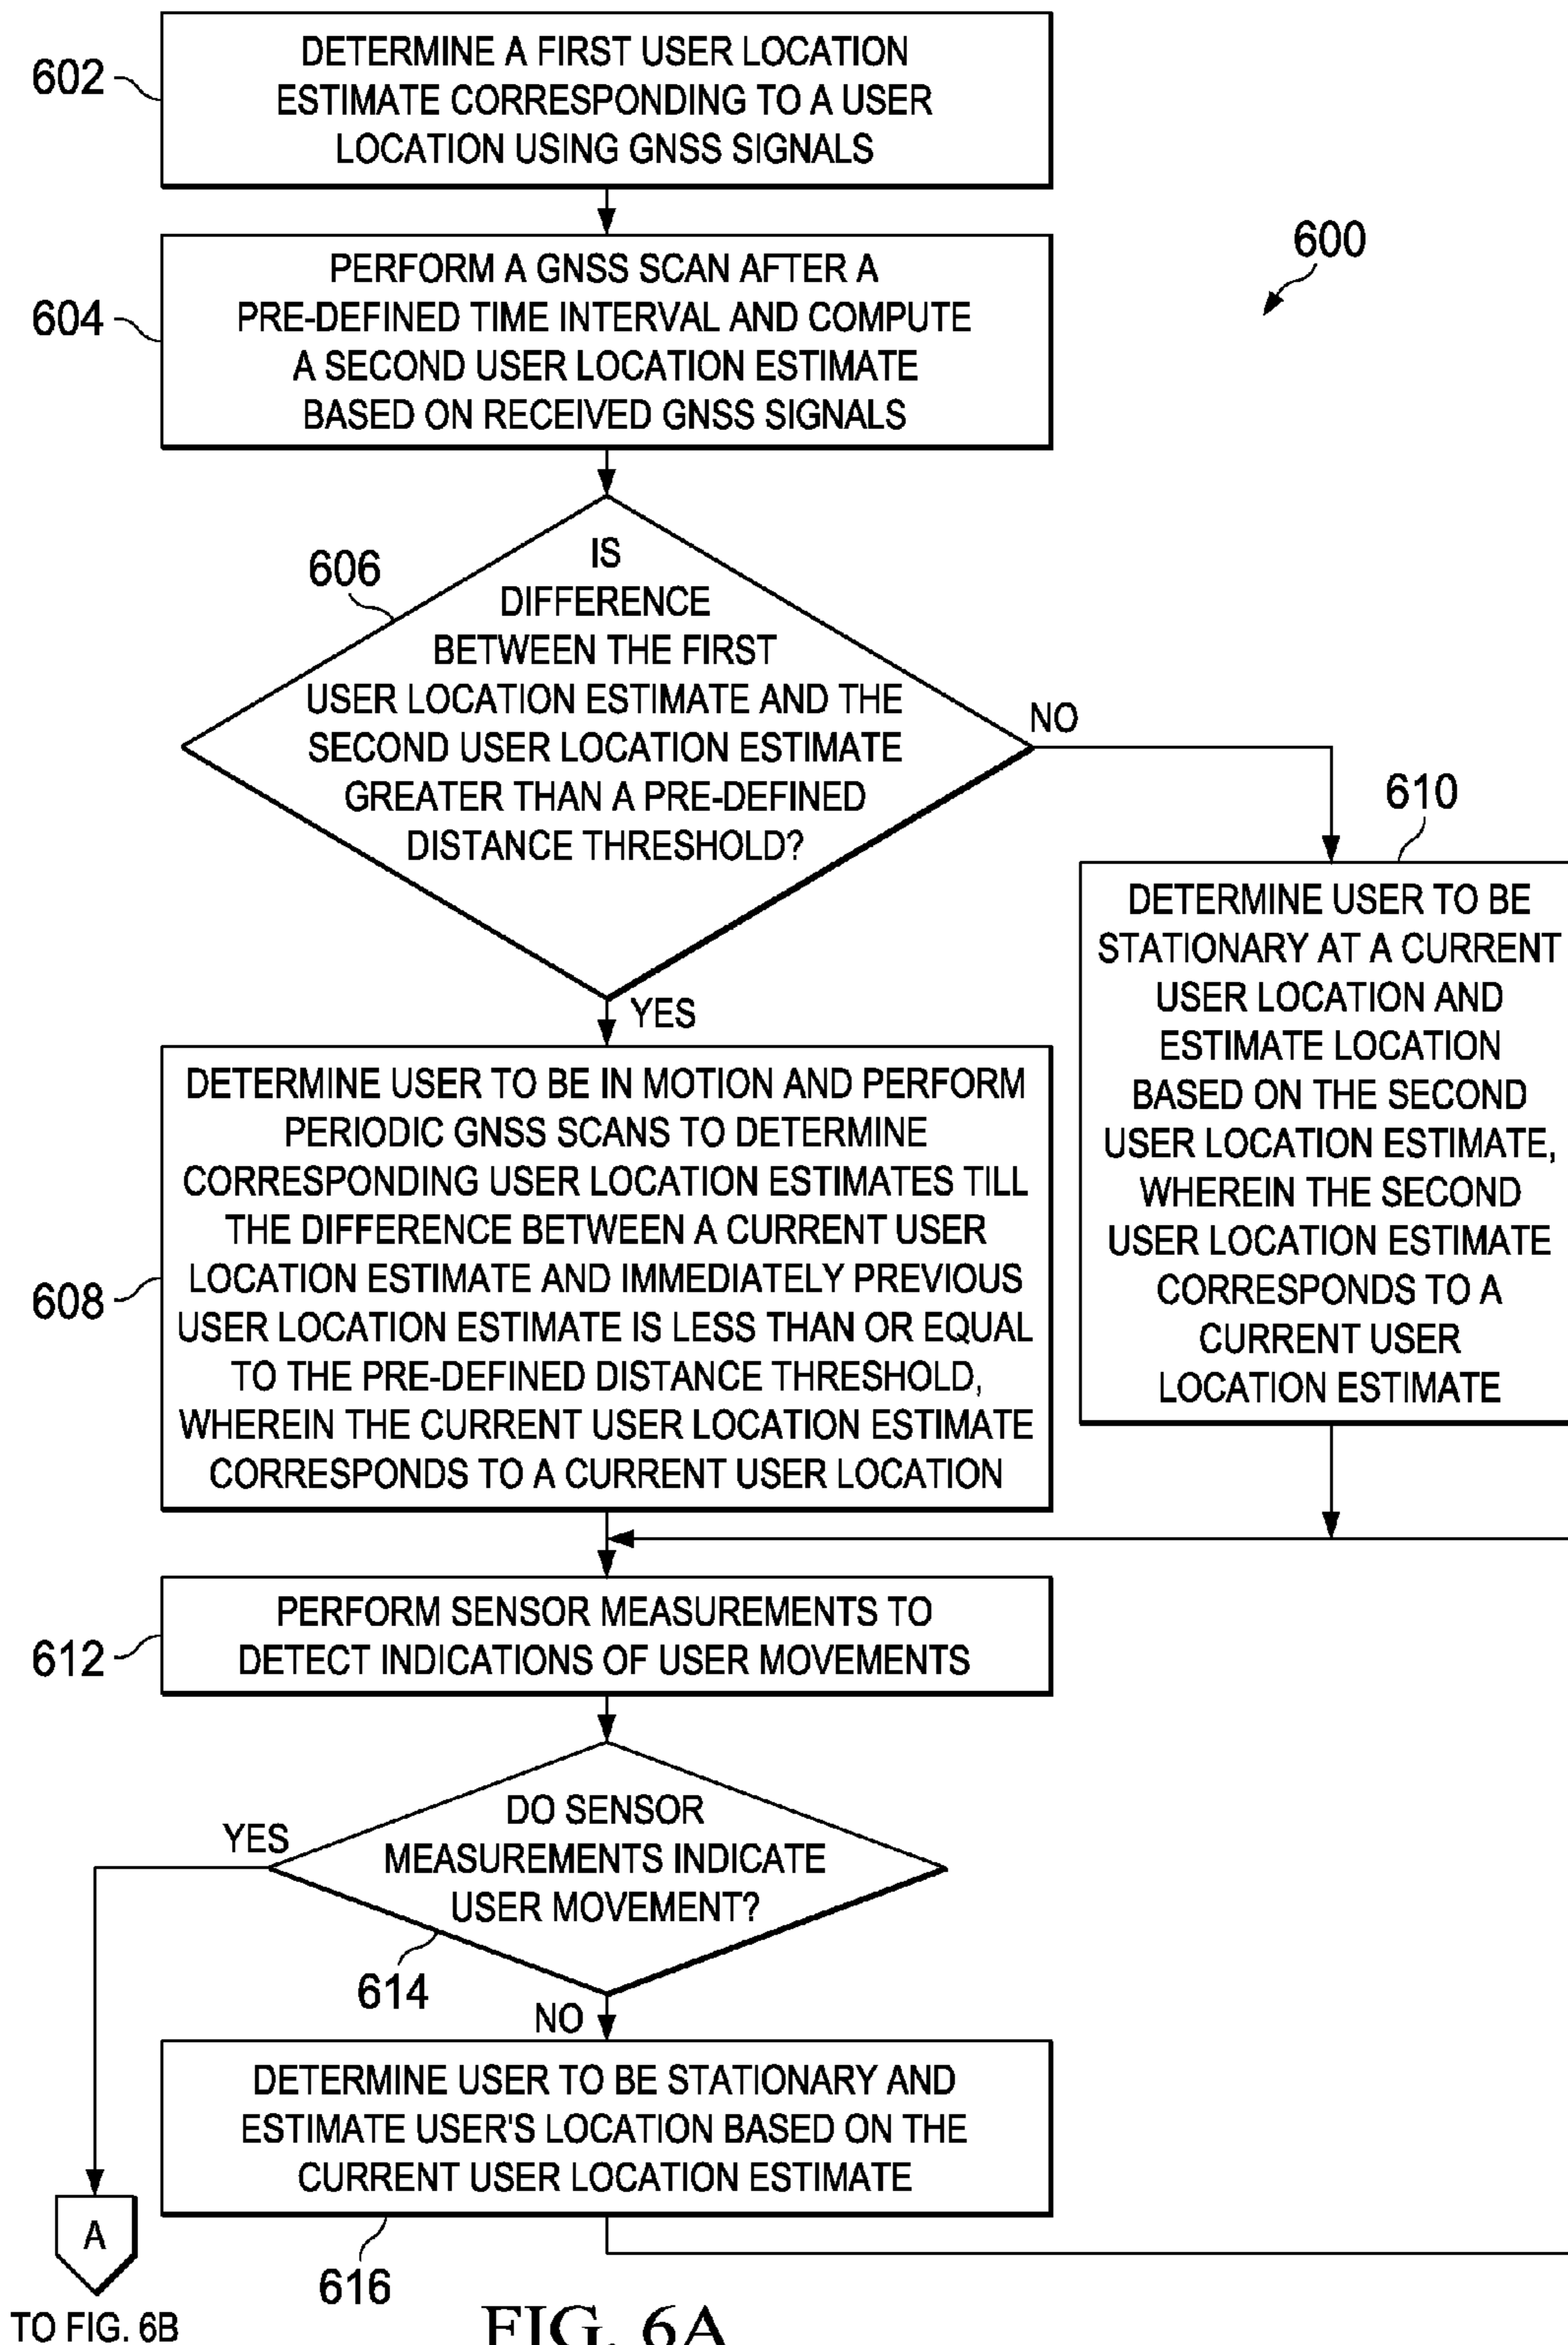 602
DETERMINE A FIRST USER LOCATION
ESTIMATE CORRESPONDING TO A USER
LOCATION USING GNSS SIGNALS
600
604
PERFORM A GNSS SCAN AFTER A
PRE-DEFINED TIME INTERVAL AND COMPUTE
A SECOND USER LOCATION ESTIMATE
BASED ON RECEIVED GNSS SIGNALS
606
IS
DIFFERENCE
BETWEEN THE FIRST
USER LOCATION ESTIMATE AND THE
SECOND USER LOCATION ESTIMATE
GREATER THAN A PRE-DEFINED
DISTANCE THRESHOLD?
NO
YES
610
DETERMINE USER TO BE
STATIONARY AT A CURRENT
USER LOCATION AND
ESTIMATE LOCATION
BASED ON THE SECOND
USER LOCATION ESTIMATE,
WHEREIN THE SECOND
USER LOCATION ESTIMATE
CORRESPONDS TO A
CURRENT USER
LOCATION ESTIMATE
608
DETERMINE USER TO BE IN MOTION AND PERFORM
PERIODIC GNSS SCANS TO DETERMINE
CORRESPONDING USER LOCATION ESTIMATES TILL
THE DIFFERENCE BETWEEN A CURRENT USER
LOCATION ESTIMATE AND IMMEDIATELY PREVIOUS
USER LOCATION ESTIMATE IS LESS THAN OR EQUAL
TO THE PRE-DEFINED DISTANCE THRESHOLD,
WHEREIN THE CURRENT USER LOCATION ESTIMATE
CORRESPONDS TO A CURRENT USER LOCATION
612
PERFORM SENSOR MEASUREMENTS TO
DETECT INDICATIONS OF USER MOVEMENTS
YES
DO SENSOR
MEASUREMENTS INDICATE
USER MOVEMENT?
614
NO
DETERMINE USER TO BE STATIONARY AND
ESTIMATE USER'S LOCATION BASED ON THE
CURRENT USER LOCATION ESTIMATE
616
A
TO FIG. 6B
FIG. 6A